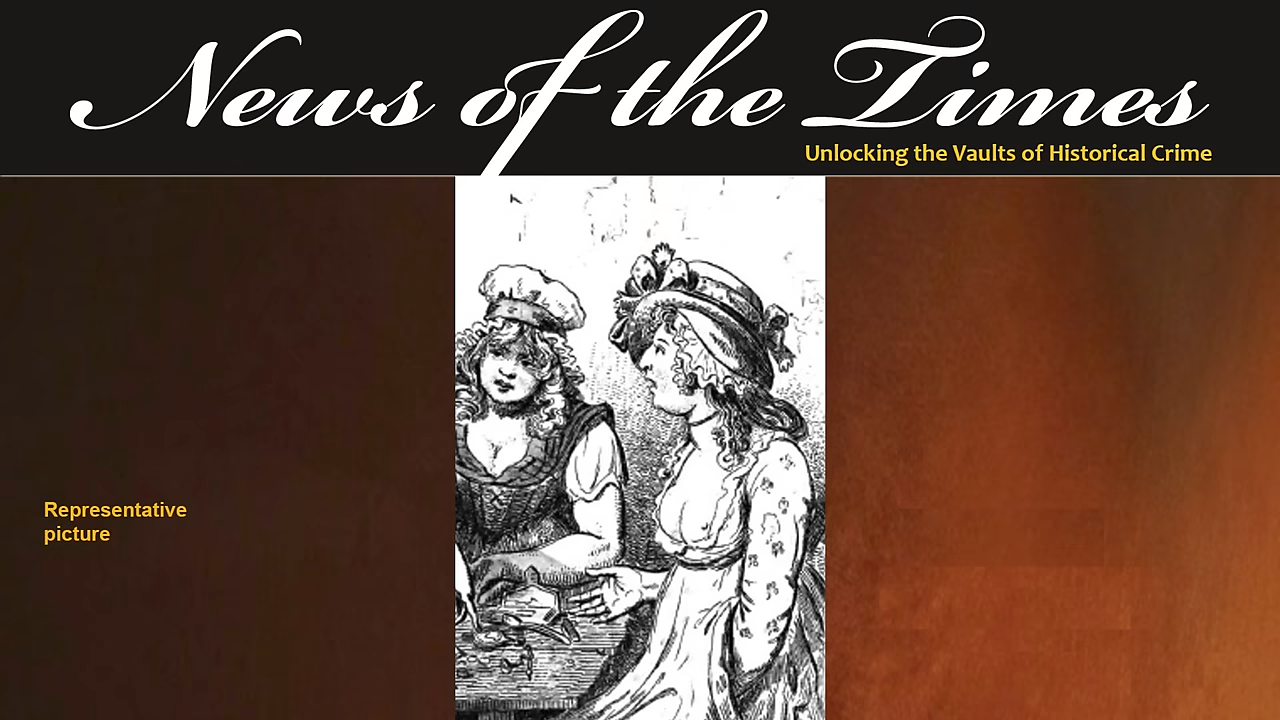 News of the Times
Unlocking the Vaults of Historical Crime
Representative
picture